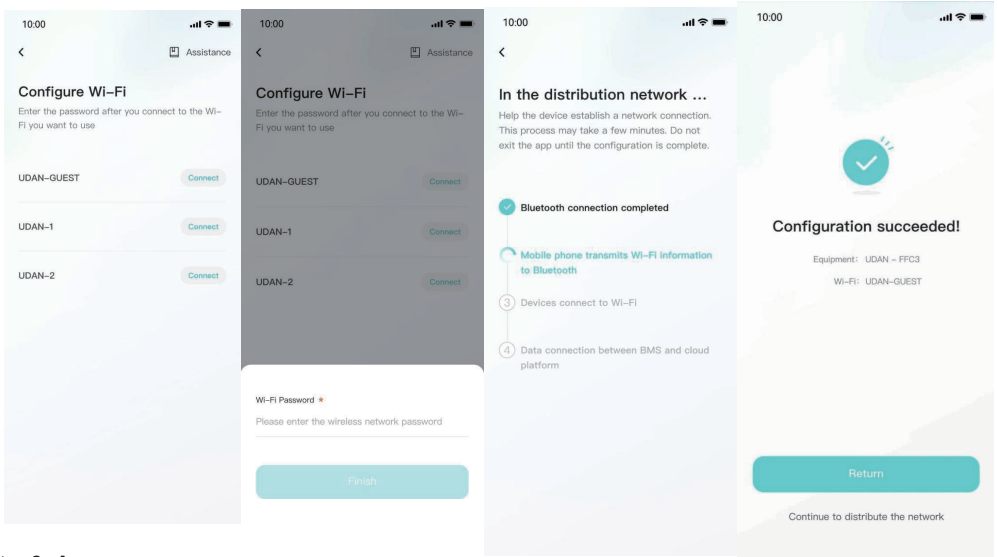 10:00
Assistance
Configure Wi-Fi
Enter the password after you connect to the Wi-
Fi you want to use
UDAN-GUEST
Connect
UDAN-1
Connect
UDAN-2
Connect
10:00
Assistance
Configure Wi-Fi
Enter the password after you connect to the Wi-
Fi you want to use
UDAN-GUEST
Connect
UDAN-1
Connect
UDAN-2
Connect
Wi-Fi Password *
Please enter the wireless network password
Finish
10:00
In the distribution network ...
Help the device establish a network connection.
This process may take a few minutes. Do not
exit the app until the configuration is complete.
Bluetooth connection completed
Mobile phone transmits Wi-Fi information
to Bluetooth
3 Devices connect to Wi-Fi
4 Data connection between BMS and cloud
platform
10:00
Configuration succeeded!
Equipment: UDAN - FFC3
Wi-Fi: UDAN-GUEST
Return
Continue to distribute the network